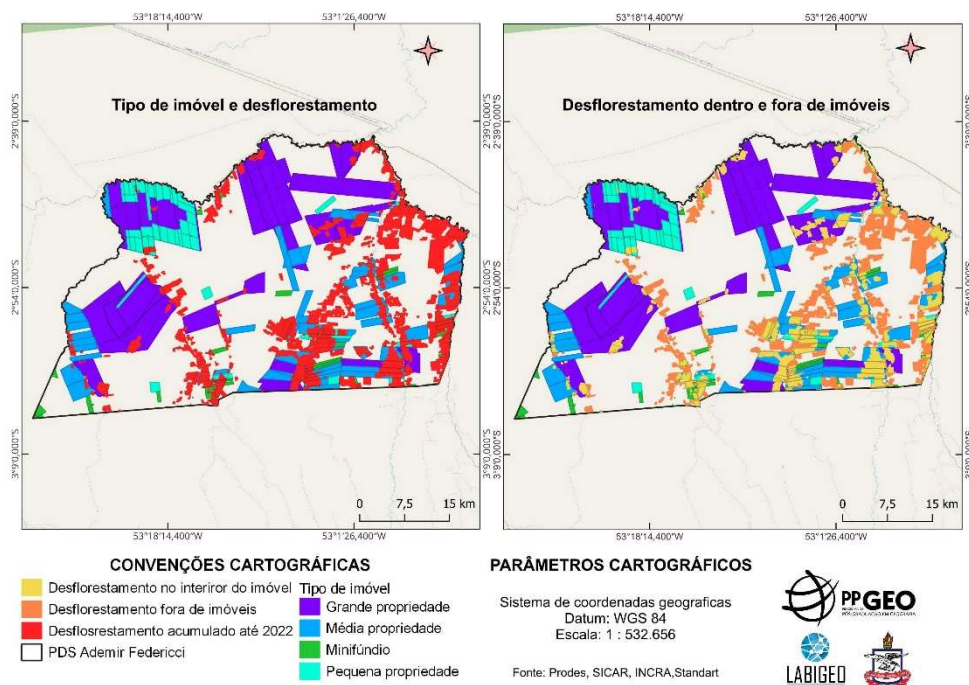 53°18'14,400"W
53°1'26,400"W
53°18'14,400"W
53°1'26,400"W
Tipo de imóvel e desflorestamento
Desflorestamento dentro e fora de imóveis
2°39'0,000"S
2°39'0,000"S
2°54'0,000"S
2°54'0,000"S
3°9'0,000"S
3°9'0,000"S
0 7,5 15 km
0 7,5 15 km
53°18'14,400"W
53°1'26,400"W
53°18'14,400"W
53°1'26,400"W
CONVENÇÕES CARTOGRÁFICAS
Desflorestamento no interiror do imóvel
Desflorestamento fora de imóveis
Desflosrestamento acumulado até 2022
PDS Ademir Federicci
Tipo de imóvel
Grande propriedade
Média propriedade
Minifúndio
Pequena propriedade
PARÂMETROS CARTOGRÁFICOS
Sistema de coordenadas geograficas
Datum: WGS 84
Escala: 1 : 532.656
Fonte: Prodes, SICAR, INCRA,Standart
PPGEO
LABIGEO